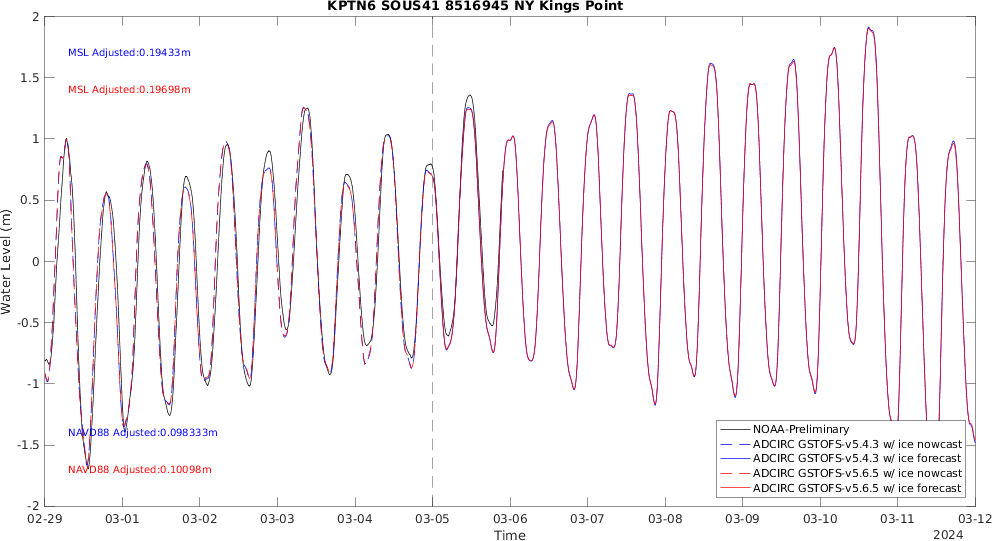 KPTN6 SOUS41 8516945 NY Kings Point
2
1.5
1
0.5
0
-0.5
-1
-1.5
-2
Water Level (m)
MSL Adjusted:0.19433m
MSL Adjusted:0.19698m
NAVD88 Adjusted:0.098333m
NAVD88 Adjusted:0.10098m
NOAA-Preliminary
ADCIRC GSTOFS-v5.4.3 w/ ice nowcast
ADCIRC GSTOFS-v5.4.3 w/ ice forecast
ADCIRC GSTOFS-v5.6.5 w/ ice nowcast
ADCIRC GSTOFS-v5.6.5 w/ ice forecast
02-29 03-01 03-02 03-03 03-04 03-05 03-06 03-07 03-08 03-09 03-10 03-11 03-12
Time
2024